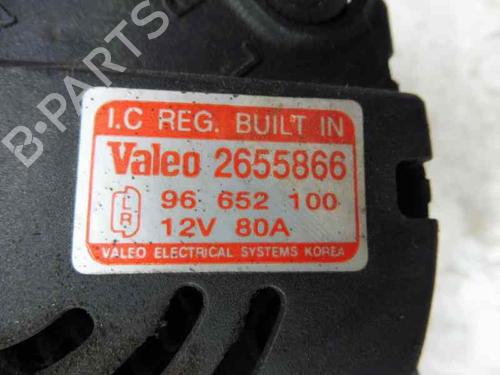 B-PARTS
I.C REG. BUILT IN
Valeo 2655866
L
R
96 652 100
12V 80A
VALEO ELECTRICAL SYSTEMS KOREA